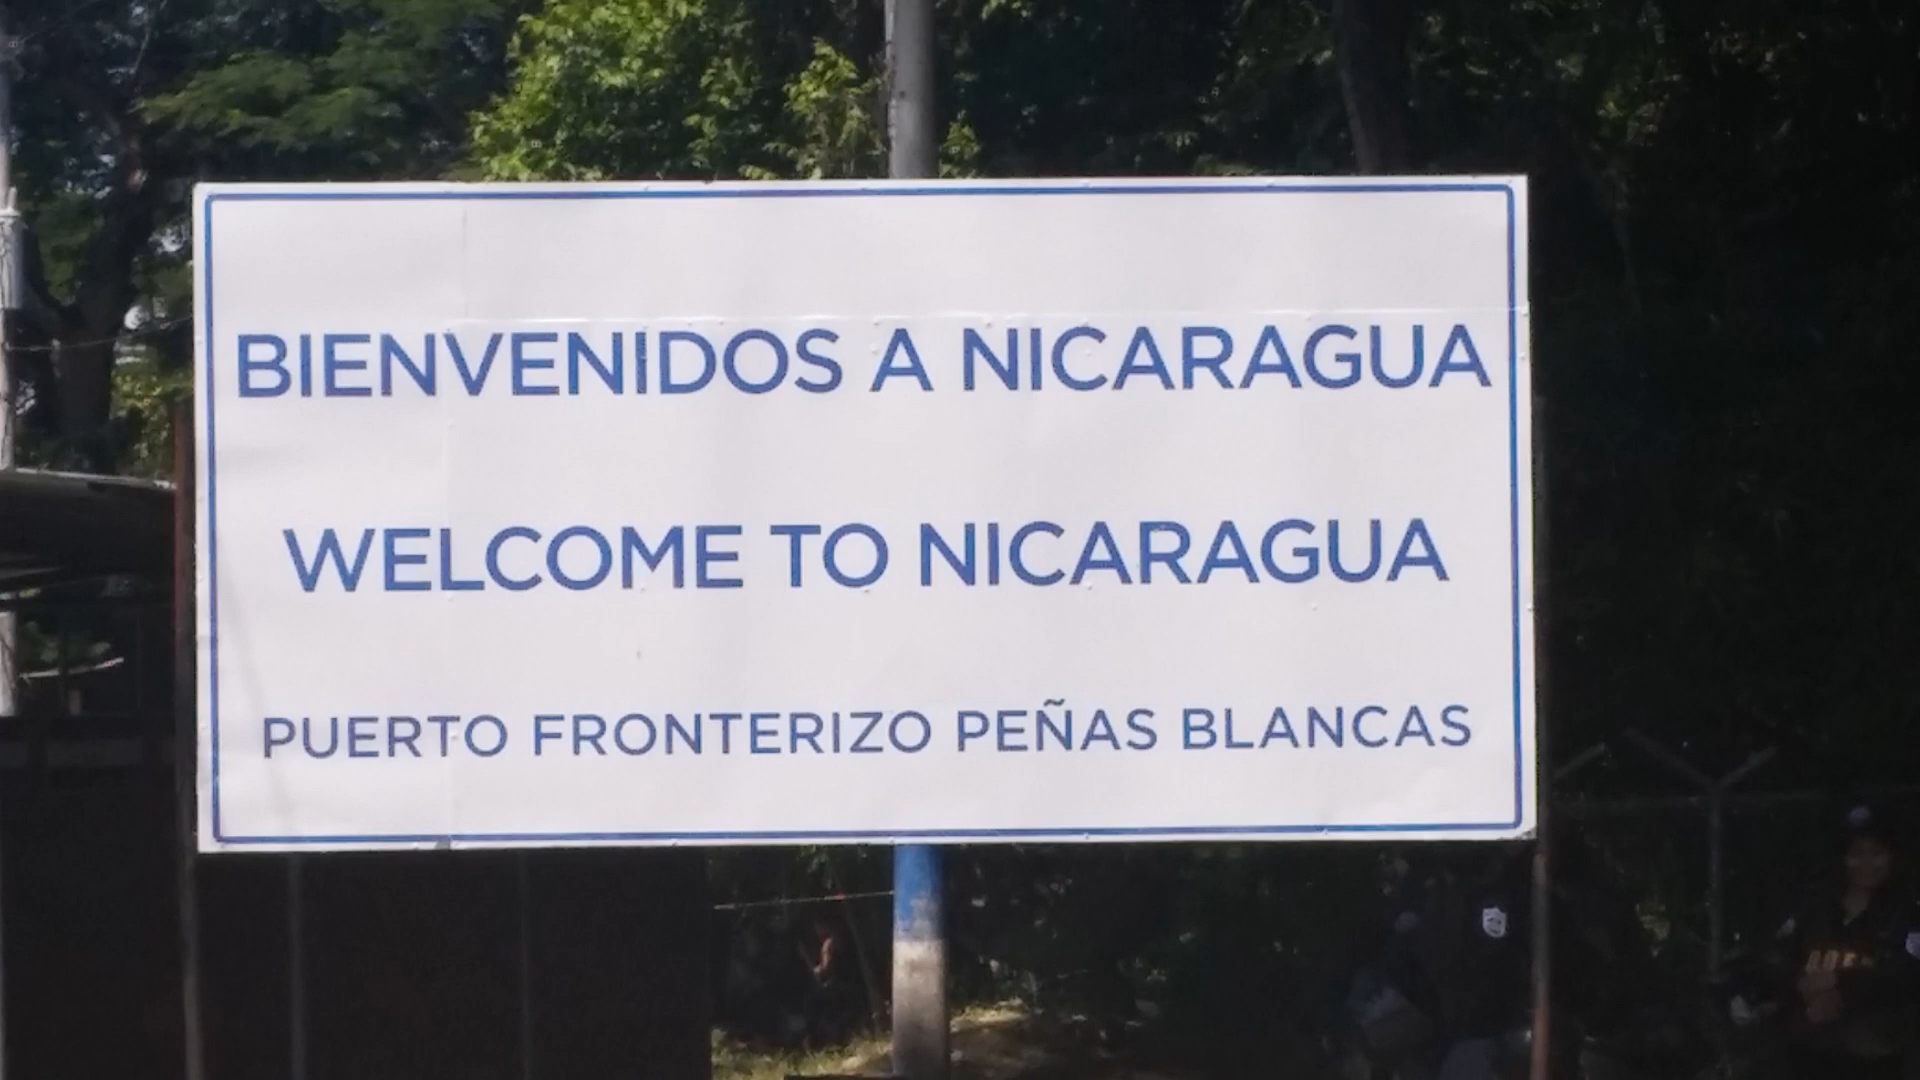 BIENVENIDOS A NICARAGUA
WELCOME TO NICARAGUA
PUERTO FRONTERIZO PEÑAS BLANCAS